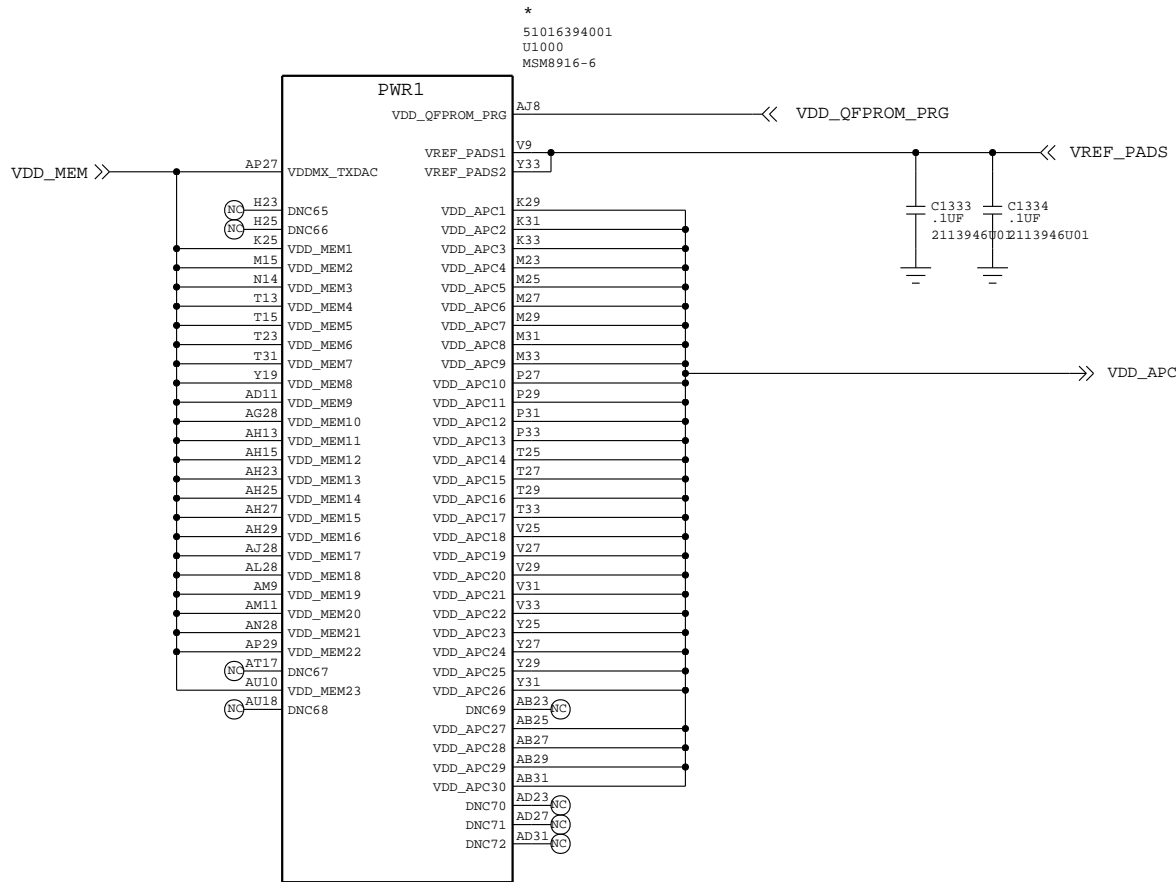 *
51016394001
U1000
MSM8916-6
PWR1
VDD_QFPROM_PRG AJ8 VDD_QFPROM_PRG
VREF_PADS1 V9 VREF_PADS
VDD_MEM AP27 VDDMX_TXDAC VREF_PADS2 Y33
NC H23 DNC65 VDD_APC1 K29
NC H25 DNC66 VDD_APC2 K31
K25 VDD_MEM1 VDD_APC3 K33
M15 VDD_MEM2 VDD_APC4 M23
N14 VDD_MEM3 VDD_APC5 M25
T13 VDD_MEM4 VDD_APC6 M27
T15 VDD_MEM5 VDD_APC7 M29
T23 VDD_MEM6 VDD_APC8 M31
T31 VDD_MEM7 VDD_APC9 M33
Y19 VDD_MEM8 VDD_APC10 P27
AD11 VDD_MEM9 VDD_APC11 P29
AG28 VDD_MEM10 VDD_APC12 P31
AH13 VDD_MEM11 VDD_APC13 P33
AH15 VDD_MEM12 VDD_APC14 T25
AH23 VDD_MEM13 VDD_APC15 T27
AH25 VDD_MEM14 VDD_APC16 T29
AH27 VDD_MEM15 VDD_APC17 T33
AH29 VDD_MEM16 VDD_APC18 V25
AJ28 VDD_MEM17 VDD_APC19 V27
AL28 VDD_MEM18 VDD_APC20 V29
AM9 VDD_MEM19 VDD_APC21 V31
AM11 VDD_MEM20 VDD_APC22 V33
AN28 VDD_MEM21 VDD_APC23 Y25
AP29 VDD_MEM22 VDD_APC24 Y27
NC AT17 DNC67 VDD_APC25 Y29
AU10 VDD_MEM23 VDD_APC26 Y31
NC AU18 DNC68 DNC69 AB23 NC
VDD_APC27 AB25
VDD_APC28 AB27
VDD_APC29 AB29
VDD_APC30 AB31
DNC70 AD23 NC
DNC71 AD27 NC
DNC72 AD31 NC
C1333
.1UF
2113946U01
C1334
.1UF
2113946U01
VDD_APC